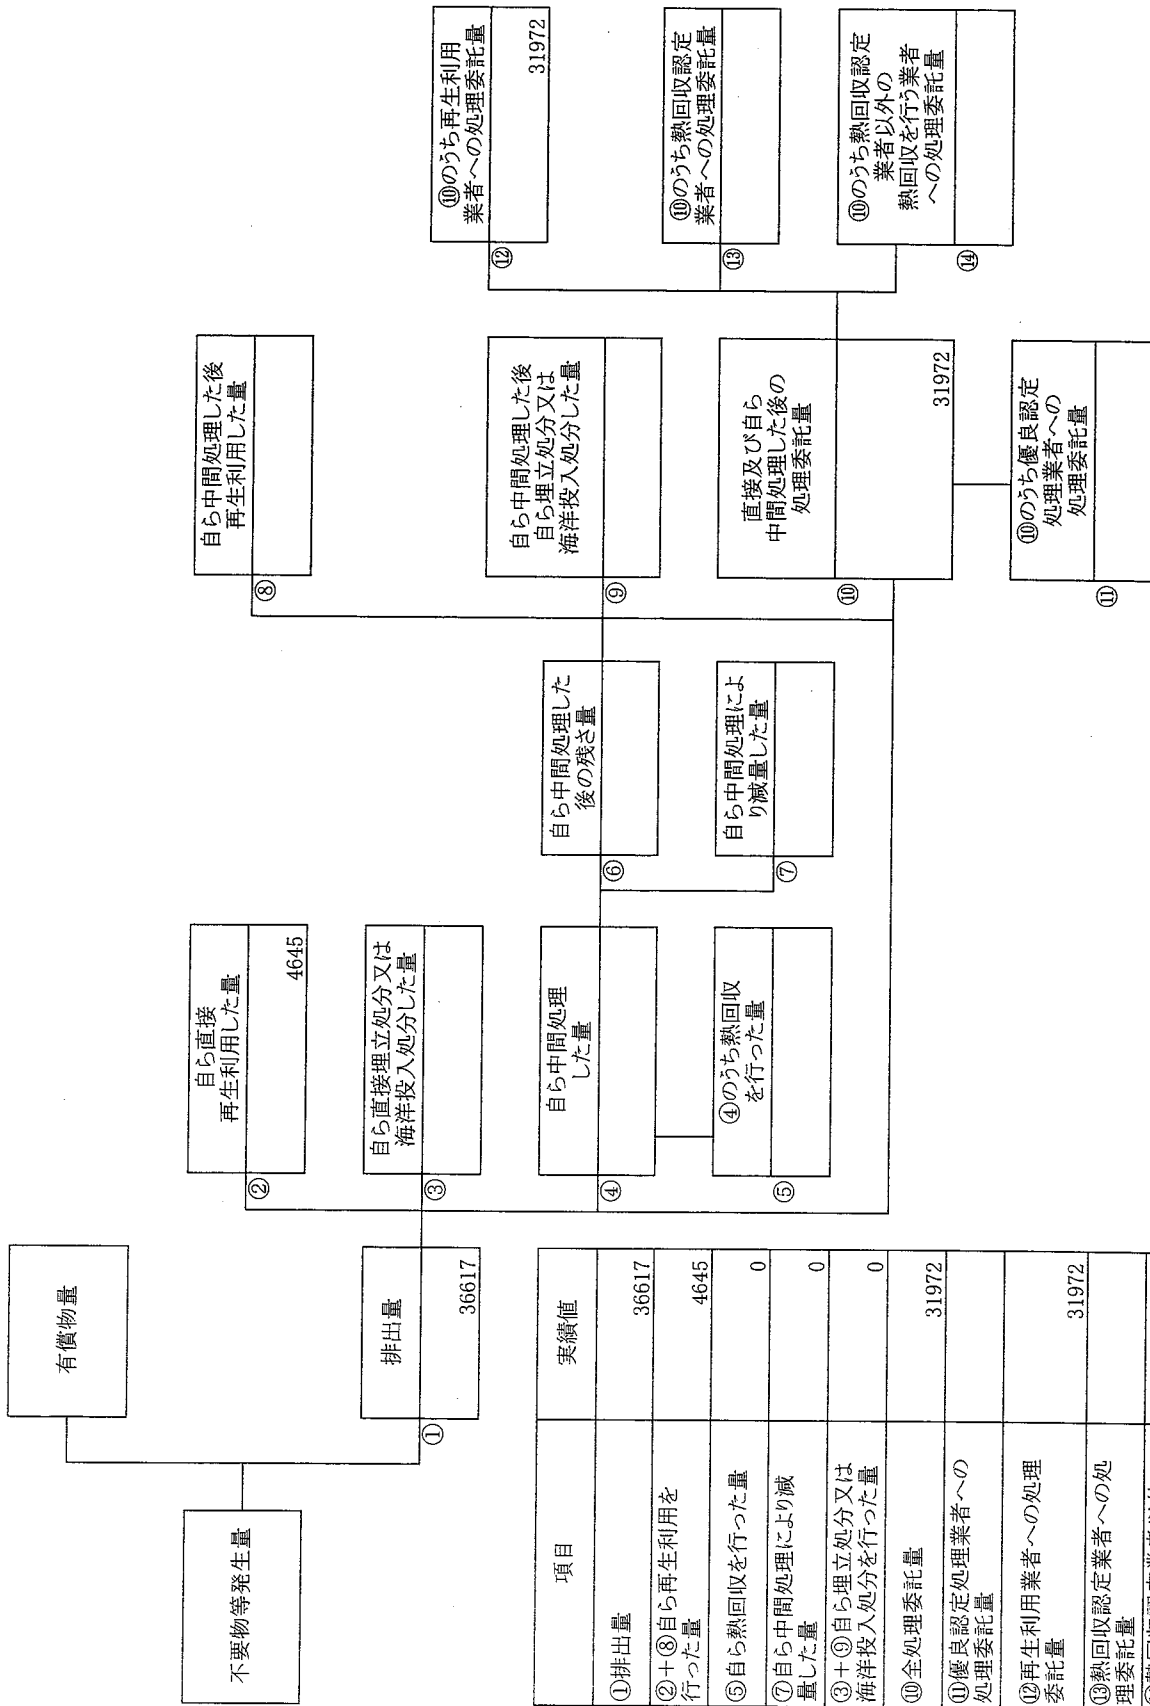 不要物等発生量
有償物量
排出量
①
36617
自ら直接
再生利用した量
②
4645
自ら直接埋立処分又は
海洋投入処分した量
③
自ら中間処理
した量
④
④のうち熱回収
を行った量
⑤
自ら中間処理した
後の残さ量
⑥
自ら中間処理によ
り減量した量
⑦
自ら中間処理した後
再生利用した量
⑧
自ら中間処理した後
自ら埋立処分又は
海洋投入処分した量
⑨
直接及び自ら
中間処理した後の
処理委託量
⑩
31972
⑩のうち優良認定
処理業者への
処理委託量
⑪
⑩のうち再生利用
業者への処理委託量
⑫
31972
⑩のうち熱回収認定
業者への処理委託量
⑬
⑩のうち熱回収認定
業者以外の
熱回収を行う業者
への処理委託量
⑭
項目
実績値
①排出量
36617
②+⑧自ら再生利用を
行った量
4645
⑤自ら熱回収を行った量
0
⑦自ら中間処理により減
量した量
0
③+⑨自ら埋立処分又は
海洋投入処分を行った量
0
⑩全処理委託量
31972
⑪優良認定処理業者への
処理委託量
⑫再生利用業者への処理
委託量
31972
⑬熱回収認定業者への処
理委託量